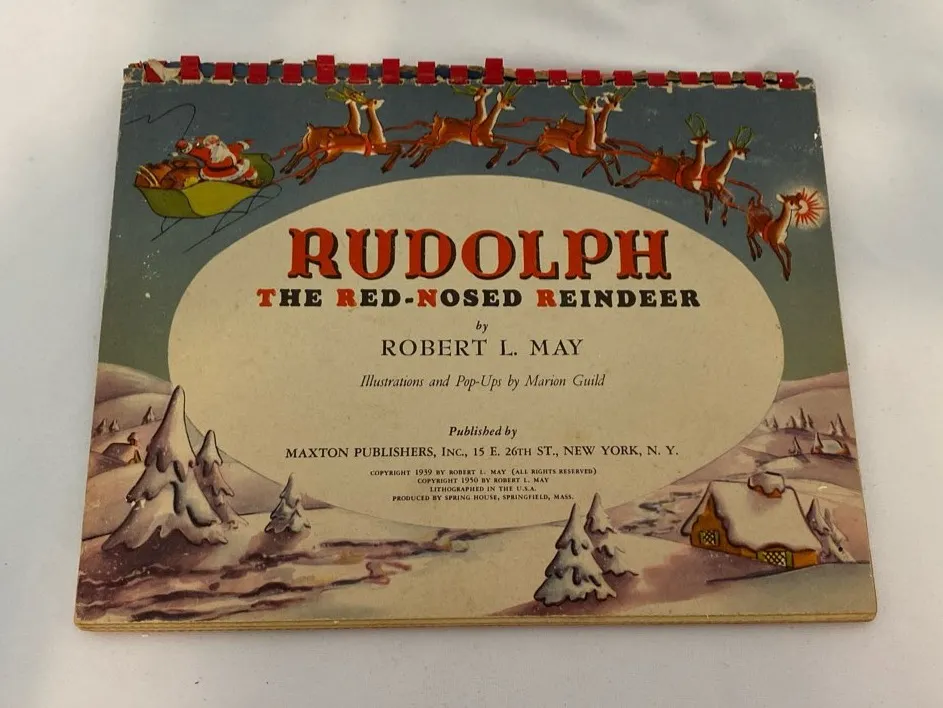 RUDOLPH
THE RED-NOSED REINDEER
by
ROBERT L. MAY
Illustrations and Pop-Ups by Marion Guild
Published by
MAXTON PUBLISHERS, INC., 15 E. 26TH ST., NEW YORK, N. Y.
COPYRIGHT 1939 BY ROBERT L. MAY (ALL RIGHTS RESERVED)
COPYRIGHT 1950 BY ROBERT L. MAY
LITHOGRAPHED IN THE U.S.A.
PRODUCED BY SPRING HOUSE, SPRINGFIELD, MASS.